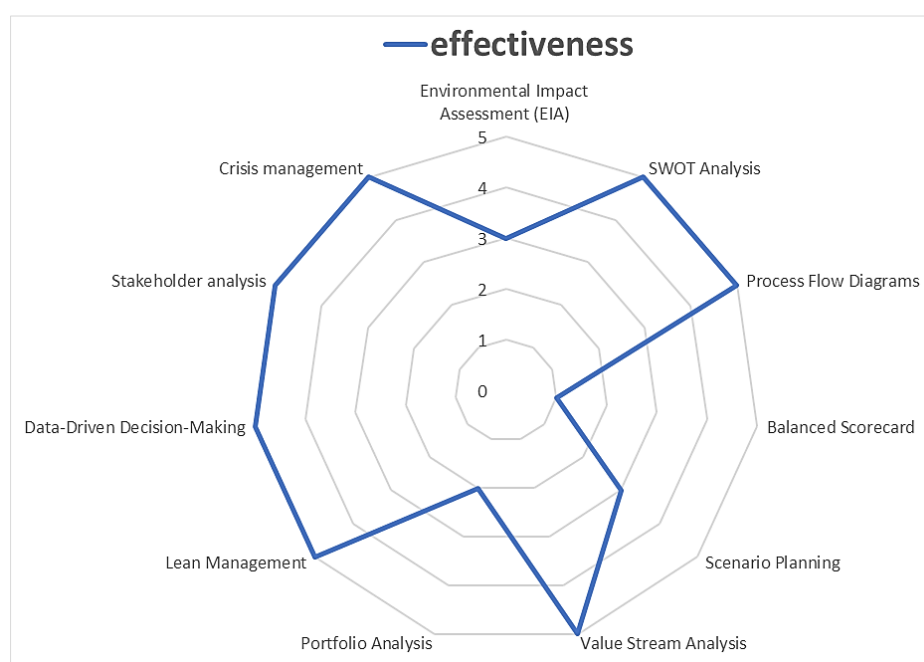 effectiveness
Environmental Impact
Assessment (EIA)
5
Crisis management
SWOT Analysis
4
3
Stakeholder analysis
Process Flow Diagrams
2
1
0
Data-Driven Decision-Making
Balanced Scorecard
Lean Management
Scenario Planning
Portfolio Analysis
Value Stream Analysis